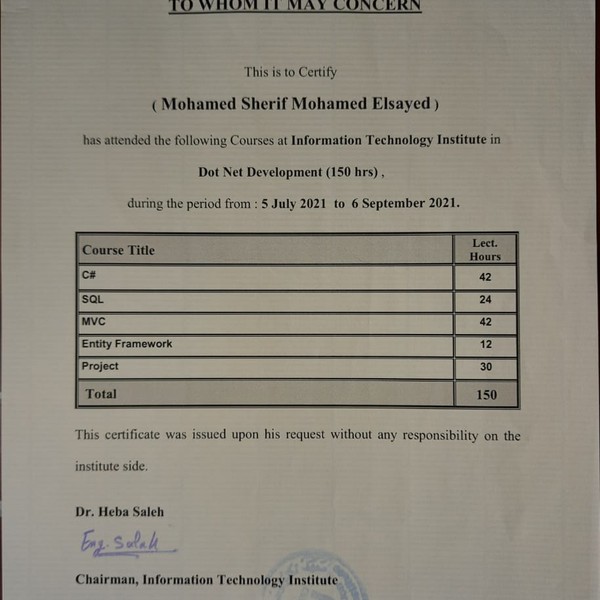 TO WHOM IT MAY CONCERN
This is to Certify
( Mohamed Sherif Mohamed Elsayed )
has attended the following Courses at Information Technology Institute in
Dot Net Development (150 hrs) ,
during the period from : 5 July 2021 to 6 September 2021.
Course Title Lect. Hours
C# 42
SQL 24
MVC 42
Entity Framework 12
Project 30
Total 150
This certificate was issued upon his request without any responsibility on the
institute side.
Dr. Heba Saleh
Eng. Salah
Chairman, Information Technology Institute